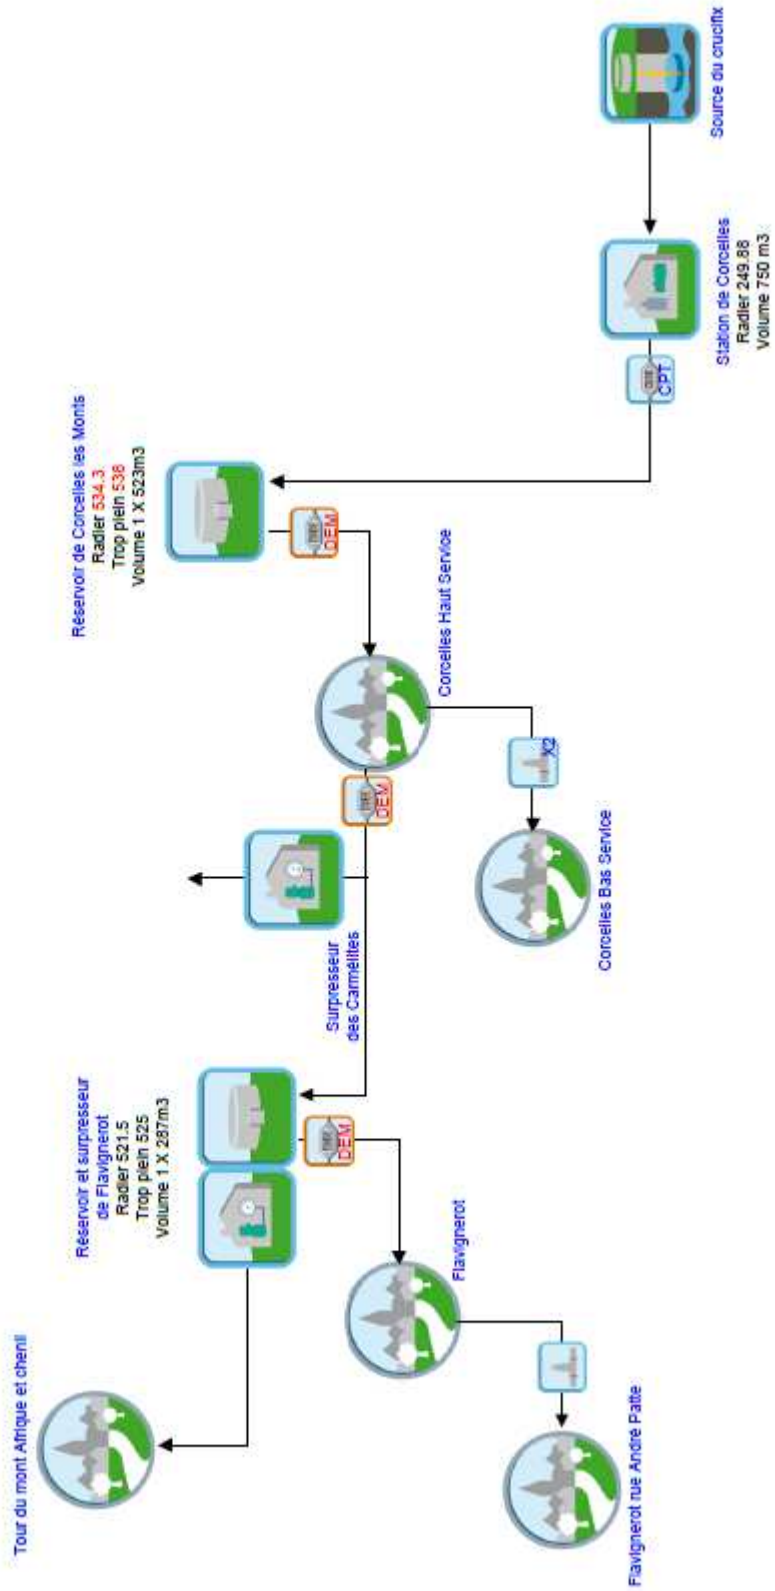 Tour du mont Afrique et chenil
Réservoir et surpresseur
de Flavignerot
Radier 521.5
Trop plein 525
Volume 1 X 287m3
Réservoir de Corcelles les Monts
Radier 534.3
Trop plein 538
Volume 1 X 523m3
DEM
Surpresseur
des Carmélites
DEM
DEM
Corcelles Haut Service
Flavignerot
X2
Corcelles Bas Service
Flavignerot rue André Patte
CPT
Station de Corcelles
Radier 249.88
Volume 750 m3
Source du crucifix